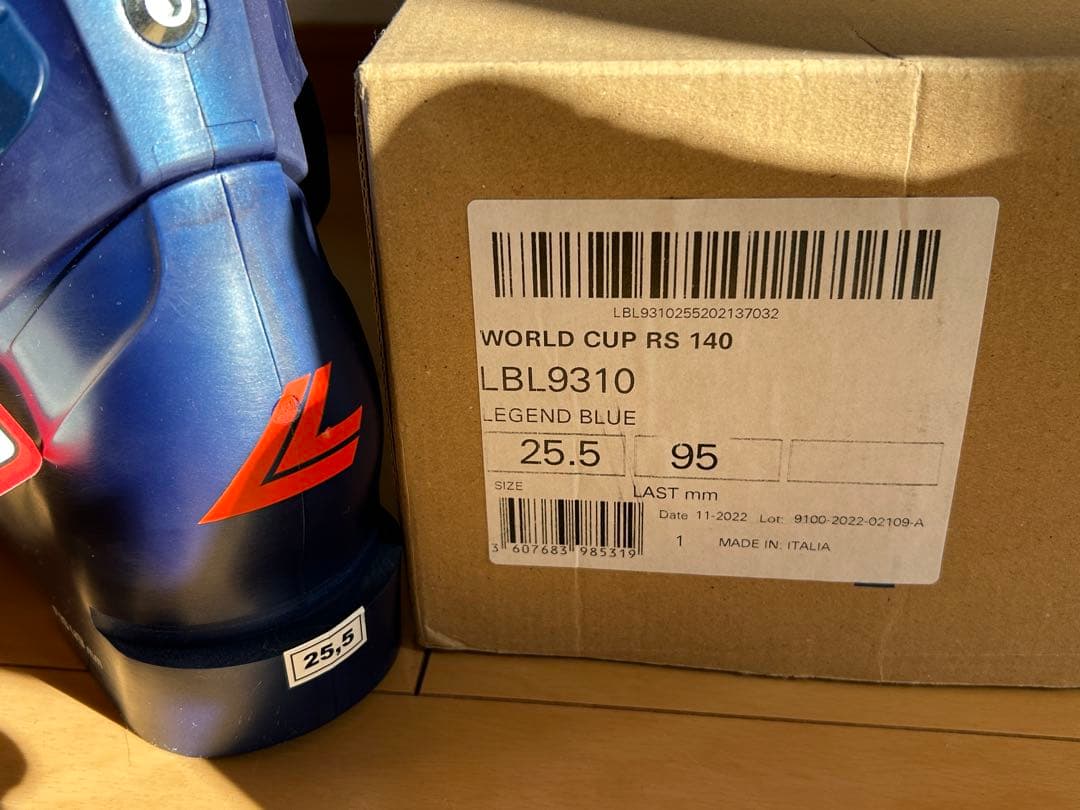 LBL9310255202137032
WORLD CUP RS 140
LBL9310
LEGEND BLUE
25.5 95
SIZE LAST mm
Date 11-2022 Lot: 9100-2022-02109-A
3 607683 985319 1 MADE IN: ITALIA
25,5